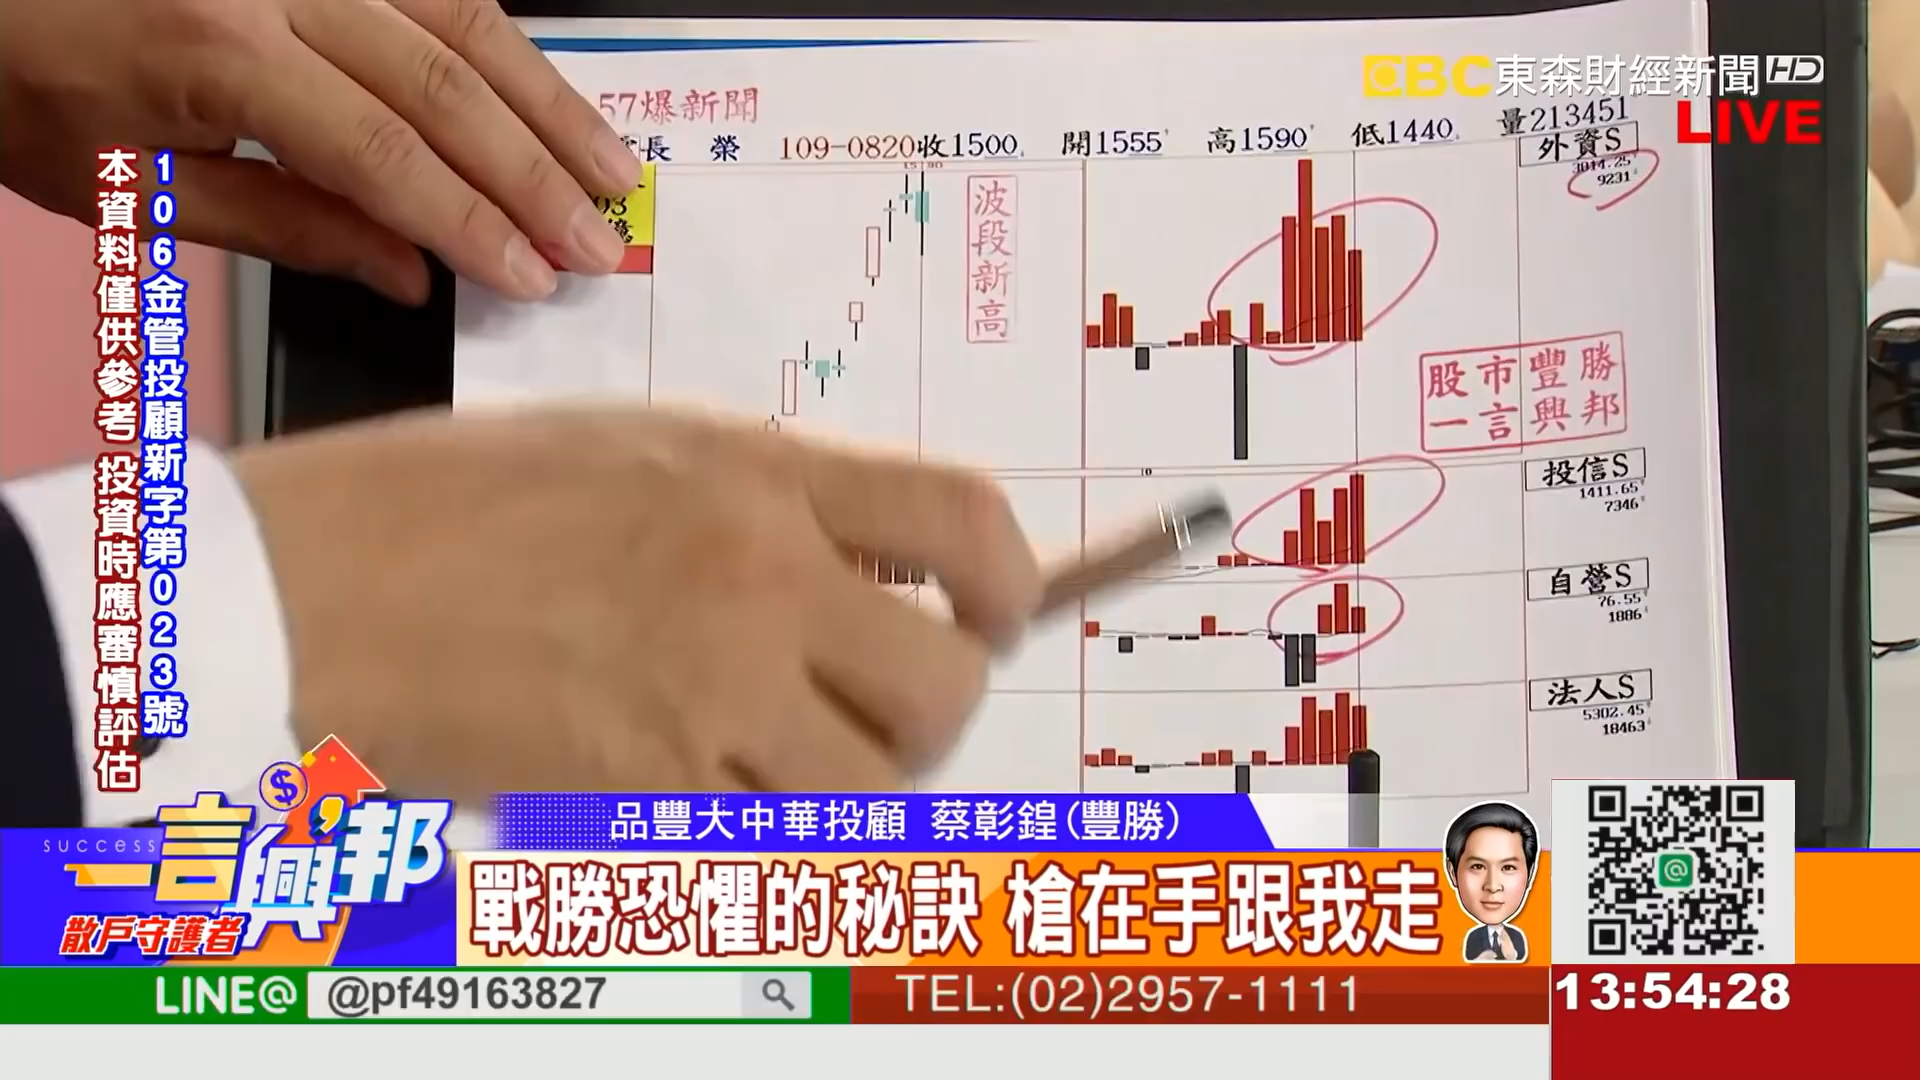 EBC東森財經新聞HD
LIVE
57爆新聞
長榮 109-0820收1500 開1555 高1590 低1440 量213451
1590
波段新高
外資S
3814.25
9231
股市豐勝
一言興邦
投信S
1411.65
7346
自營S
76.55
1886
法人S
5302.45
18463
106金管投顧新字第023號
本資料僅供參考 投資時應審慎評估
success
一言興邦
散戶守護者
品豐大中華投顧 蔡彰鍠(豐勝)
戰勝恐懼的秘訣 槍在手跟我走
LINE@ @pf49163827
TEL:(02)2957-1111
13:54:28